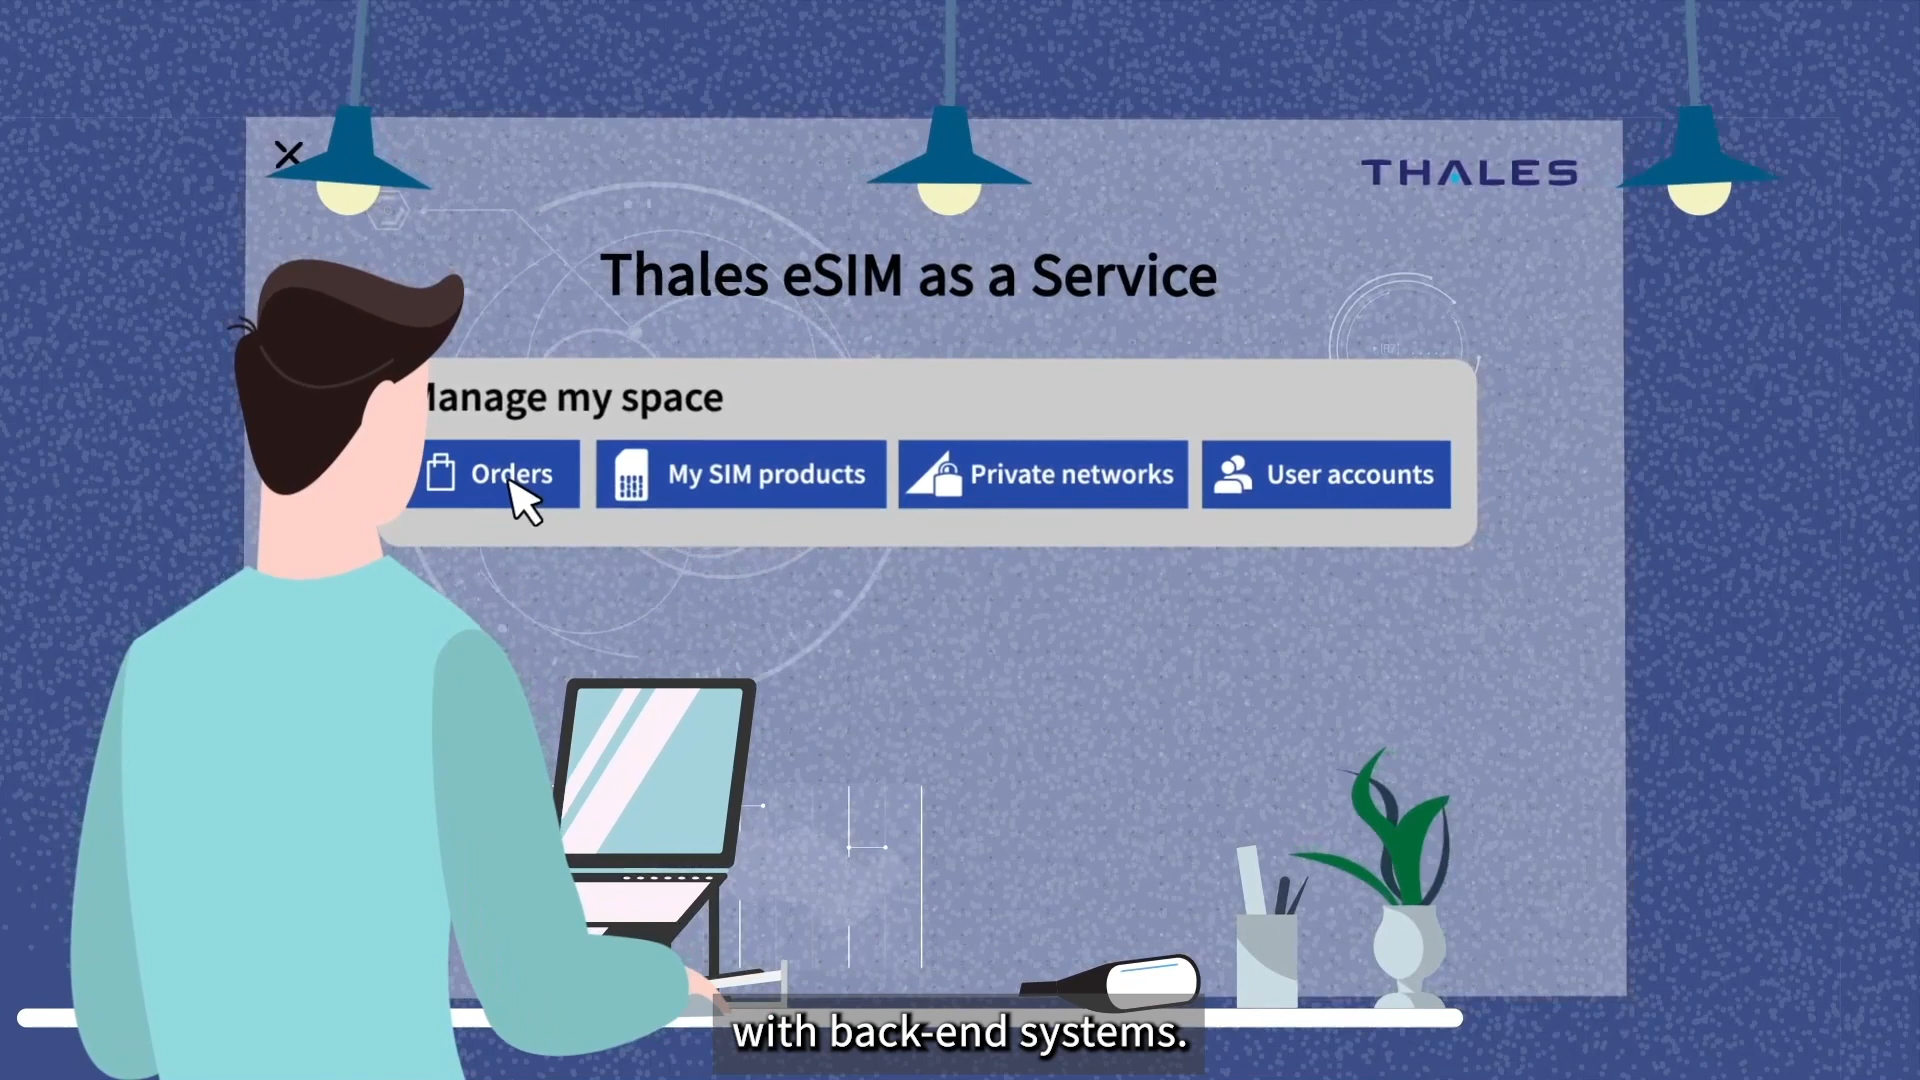 THALES
Thales eSIM as a Service
Manage my space
Orders
My SIM products
Private networks
User accounts
with back-end systems.